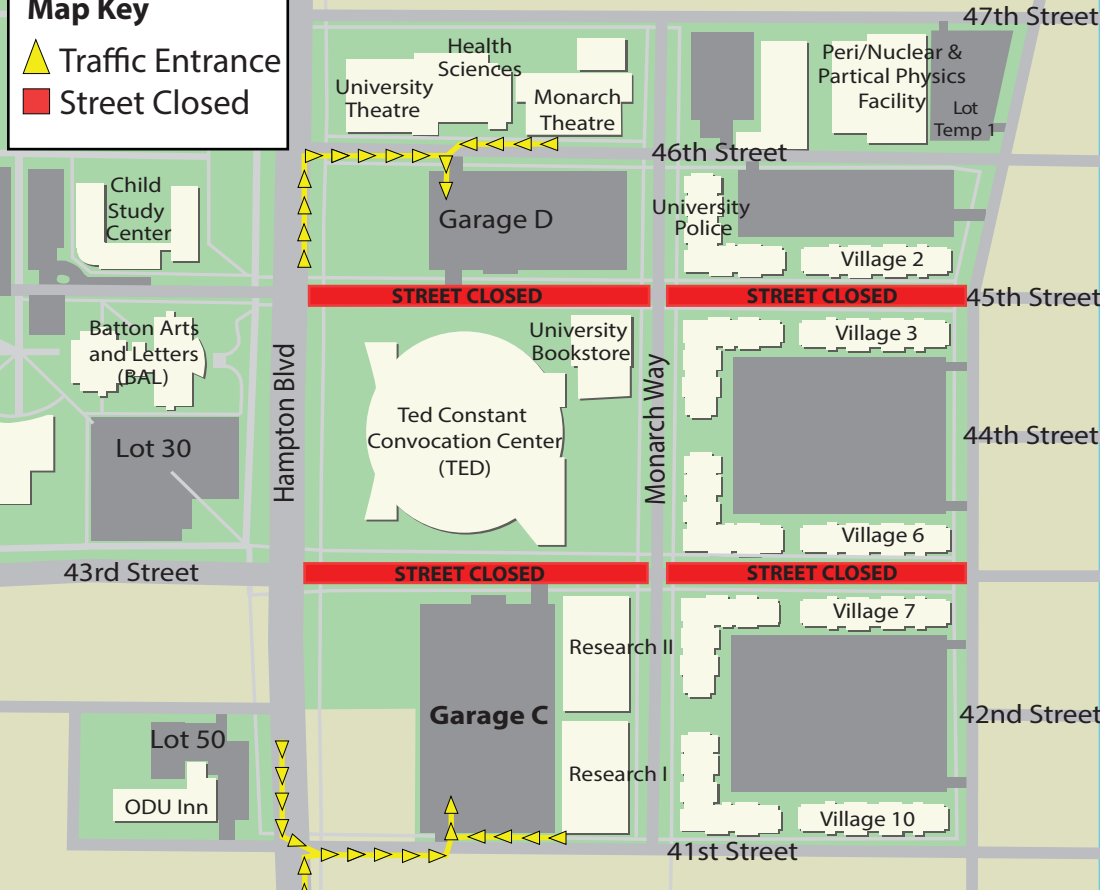 Map Key
Traffic Entrance
Street Closed
47th Street
Health
Sciences
University
Theatre
Monarch
Theatre
Peri/Nuclear &
Partical Physics
Facility
Lot
Temp 1
46th Street
Child
Study
Center
Garage D
University
Police
Village 2
STREET CLOSED
STREET CLOSED
45th Street
Batton Arts
and Letters
(BAL)
University
Bookstore
Village 3
Hampton Blvd
Monarch Way
Ted Constant
Convocation Center
(TED)
44th Street
Lot 30
Village 6
43rd Street
STREET CLOSED
STREET CLOSED
Village 7
Research II
Garage C
42nd Street
Lot 50
Research I
ODU Inn
Village 10
41st Street